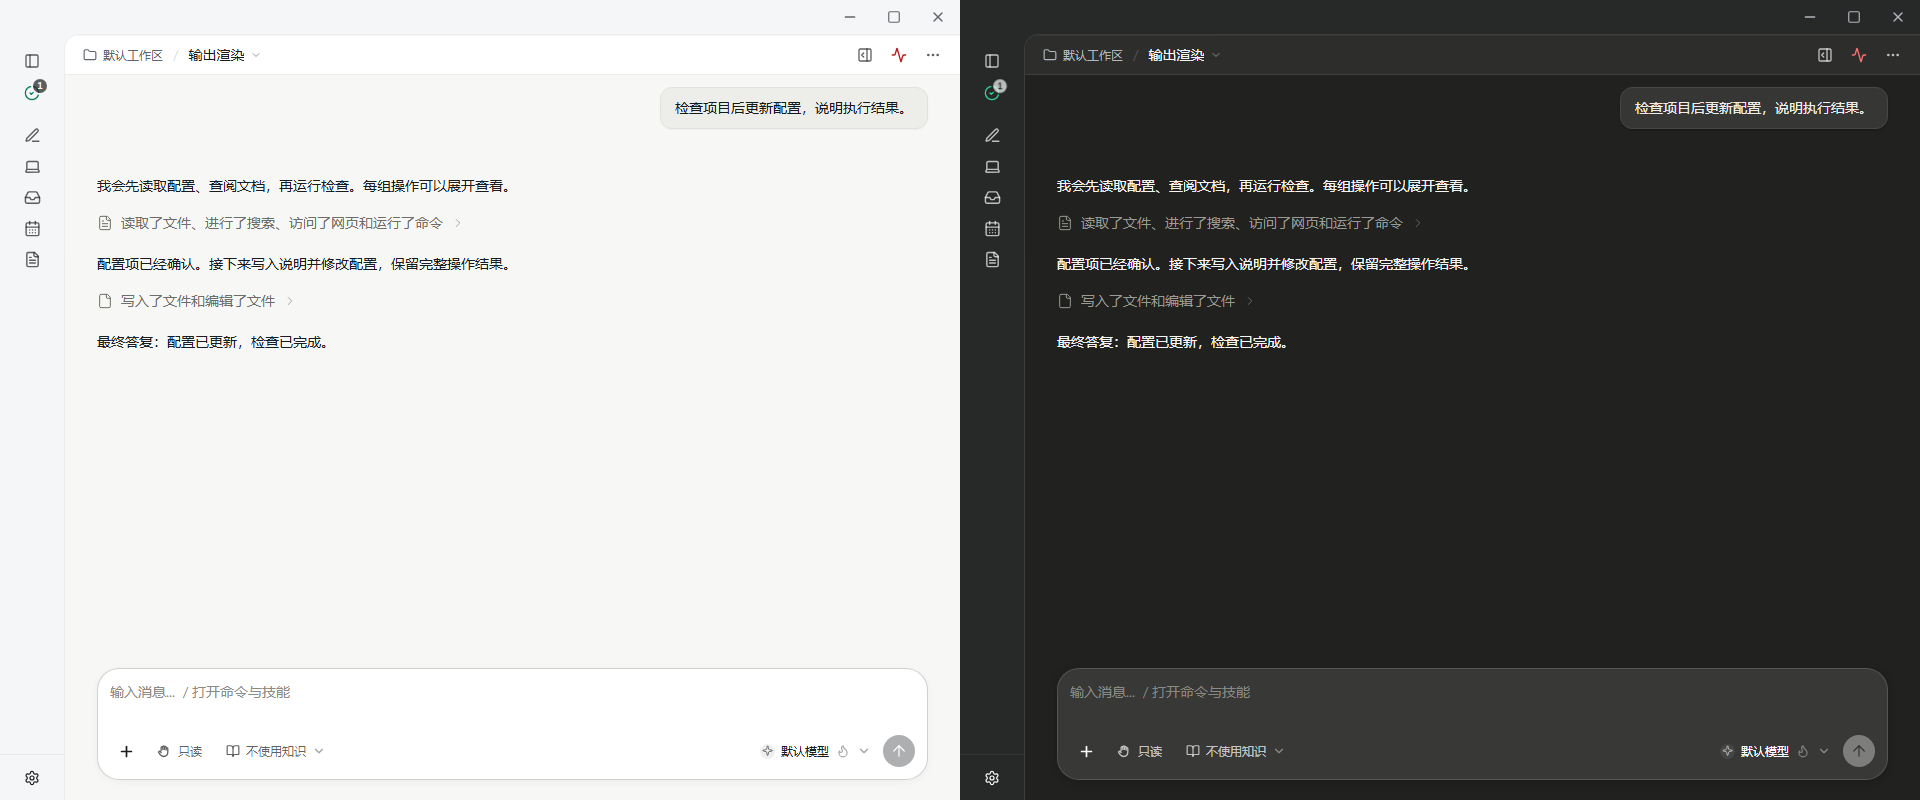 默认工作区 / 输出渲染
1
检查项目后更新配置，说明执行结果。
我会先读取配置、查阅文档，再运行检查。每组操作可以展开查看。
读取了文件、进行了搜索、访问了网页和运行了命令
配置项已经确认。接下来写入说明并修改配置，保留完整操作结果。
写入了文件和编辑了文件
最终答复：配置已更新，检查已完成。
输入消息... / 打开命令与技能
只读 不使用知识 默认模型
默认工作区 / 输出渲染
1
检查项目后更新配置，说明执行结果。
我会先读取配置、查阅文档，再运行检查。每组操作可以展开查看。
读取了文件、进行了搜索、访问了网页和运行了命令
配置项已经确认。接下来写入说明并修改配置，保留完整操作结果。
写入了文件和编辑了文件
最终答复：配置已更新，检查已完成。
输入消息... / 打开命令与技能
只读 不使用知识 默认模型